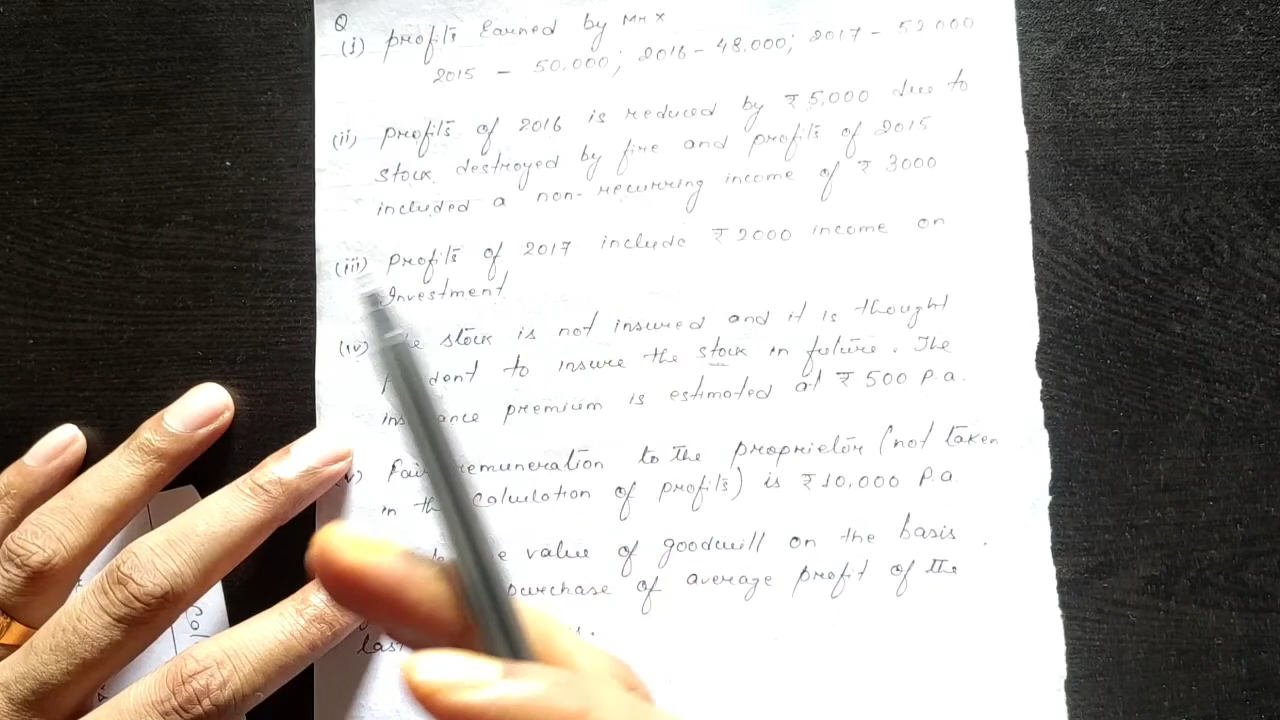 Q
(i) profits Earned by Mr X
2015 - 50.000; 2016 - 48.000; 2017 - 52000
(ii) profits of 2016 is reduced by ₹ 5,000 due to
stock destroyed by fire and profits of 2015
included a non-recurring income of ₹ 3000
(iii) profits of 2017 include ₹ 2000 income on
Investment
(iv) stock is not insured and it is thought
to insure the stock in future. The
premium is estimated at ₹ 500 p.a.
remuneration to the proprietor (not taken
in calculation of profits) is ₹ 10,000 p.a
value of goodwill on the basis .
purchase of average profit of the
last